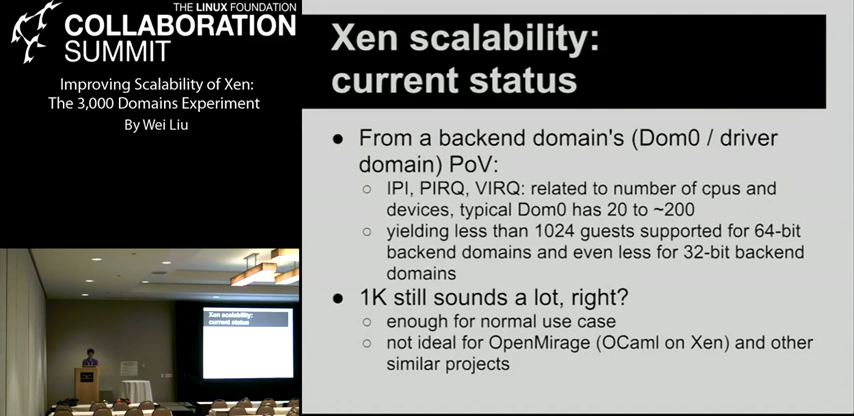 THE LINUX FOUNDATION
COLLABORATION
SUMMIT
Improving Scalability of Xen:
The 3,000 Domains Experiment
By Wei Liu
Xen scalability:
current status
● From a backend domain's (Dom0 / driver
domain) PoV:
○ IPI, PIRQ, VIRQ: related to number of cpus and
devices, typical Dom0 has 20 to ~200
○ yielding less than 1024 guests supported for 64-bit
backend domains and even less for 32-bit backend
domains
● 1K still sounds a lot, right?
○ enough for normal use case
○ not ideal for OpenMirage (OCaml on Xen) and other
similar projects
Xen scalability:
current status